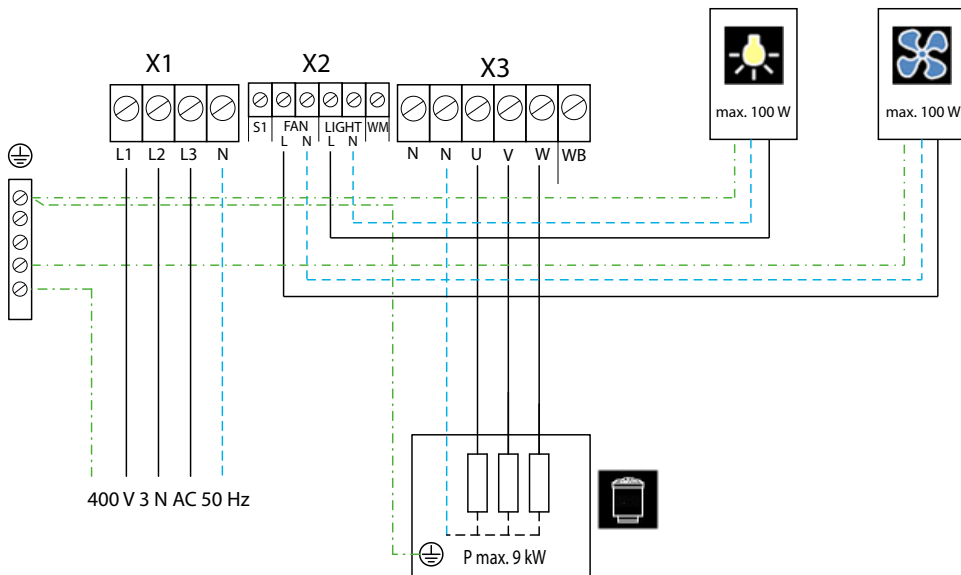 X1 X2 X3
max. 100 W max. 100 W
S1 FAN LIGHT WM
L N L N
L1 L2 L3 N
N N U V W WB
400 V 3 N AC 50 Hz
P max. 9 kW